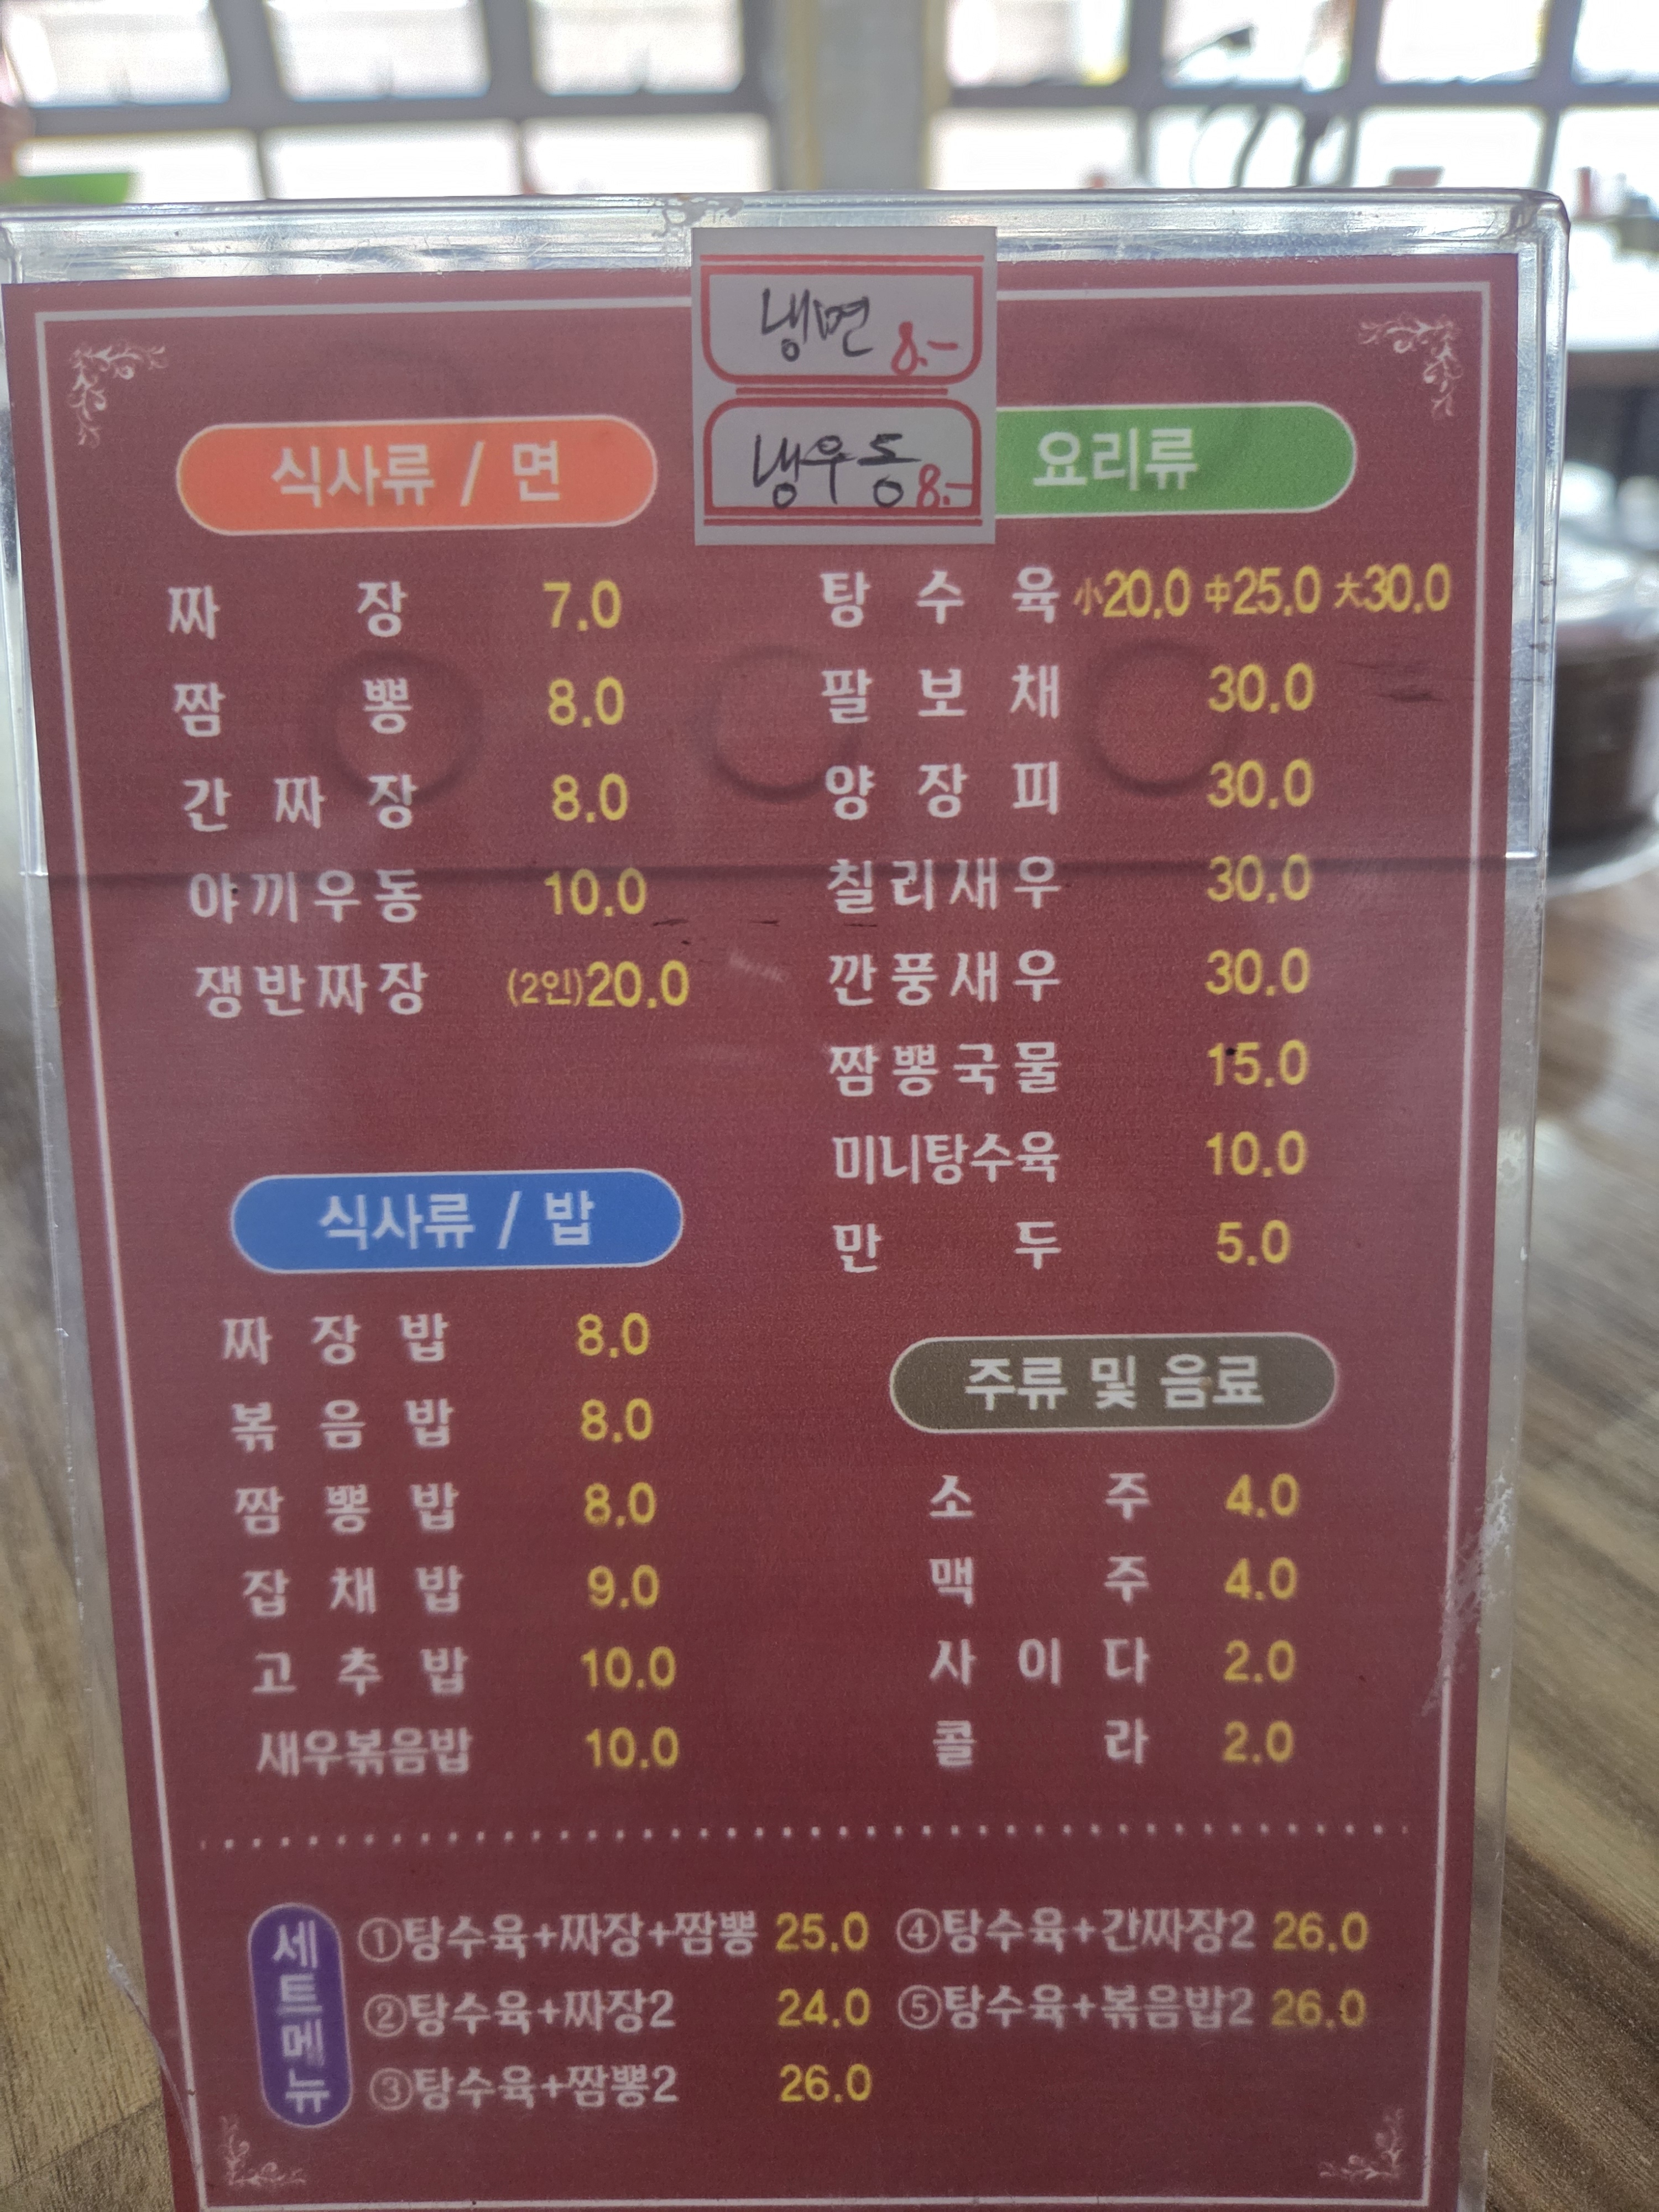 냉면 8.-
냉우동 8.-
식사류 / 면
짜장 7.0
짬뽕 8.0
간짜장 8.0
야끼우동 10.0
쟁반짜장 (2인)20.0
식사류 / 밥
짜장밥 8.0
볶음밥 8.0
짬뽕밥 8.0
잡채밥 9.0
고추밥 10.0
새우볶음밥 10.0
요리류
탕수육 小20.0 中25.0 大30.0
팔보채 30.0
양장피 30.0
칠리새우 30.0
깐풍새우 30.0
짬뽕국물 15.0
미니탕수육 10.0
만두 5.0
주류 및 음료
소주 4.0
맥주 4.0
사이다 2.0
콜라 2.0
세트메뉴
①탕수육+짜장+짬뽕 25.0
②탕수육+짜장2 24.0
③탕수육+짬뽕2 26.0
④탕수육+간짜장2 26.0
⑤탕수육+볶음밥2 26.0